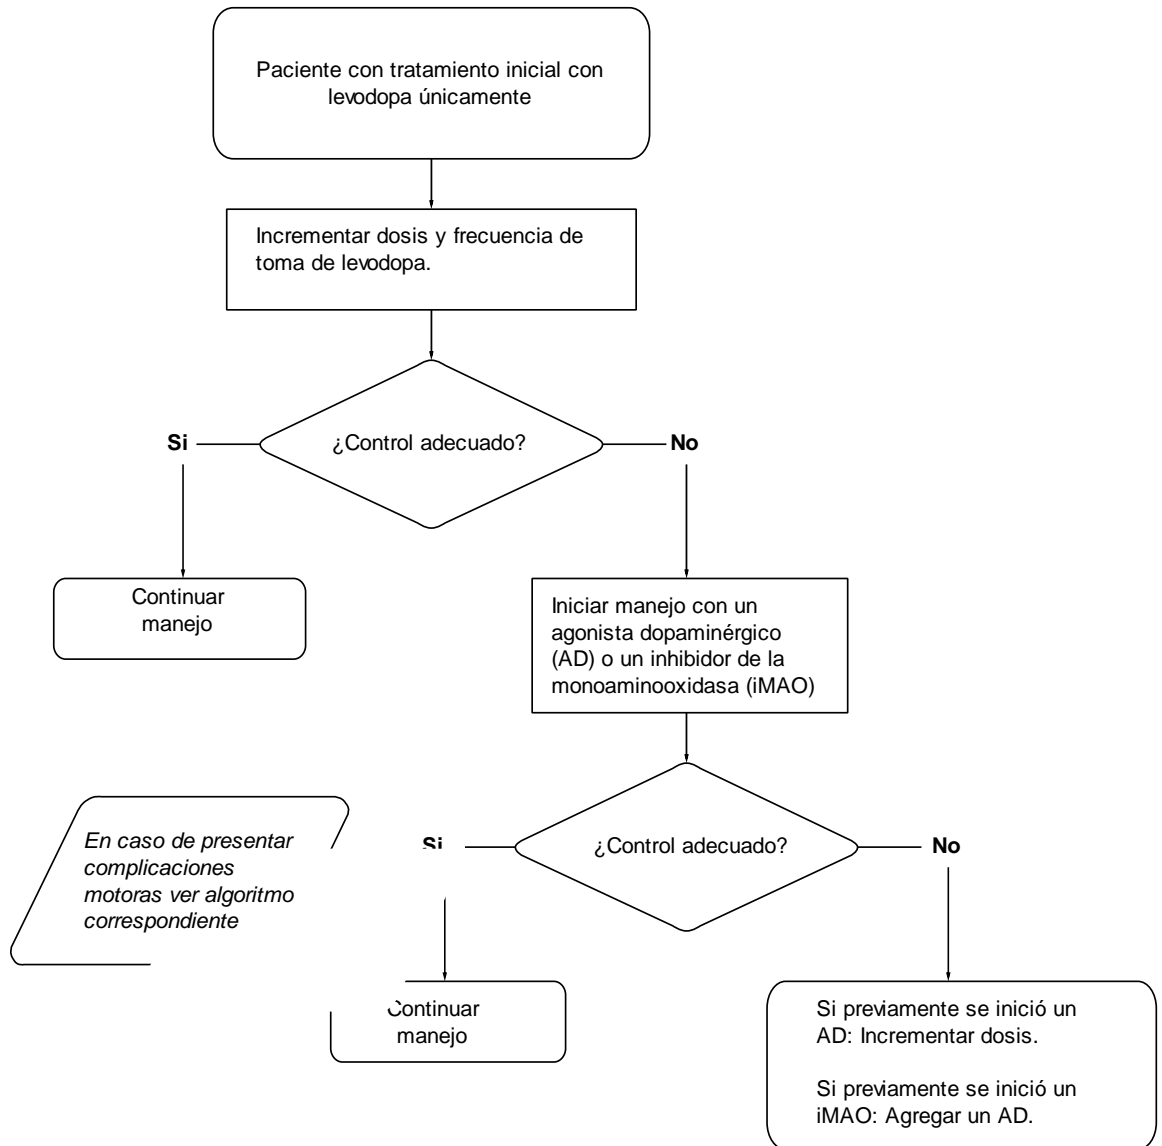 Paciente con tratamiento inicial con
levodopa únicamente
Incrementar dosis y frecuencia de
toma de levodopa.
¿Control adecuado?
Si
No
Continuar
manejo
Iniciar manejo con un
agonista dopaminérgico
(AD) o un inhibidor de la
monoaminooxidasa (iMAO)
En caso de presentar
complicaciones
motoras ver algoritmo
correspondiente
Si
¿Control adecuado?
No
Continuar
manejo
Si previamente se inició un
AD: Incrementar dosis.
Si previamente se inició un
iMAO: Agregar un AD.